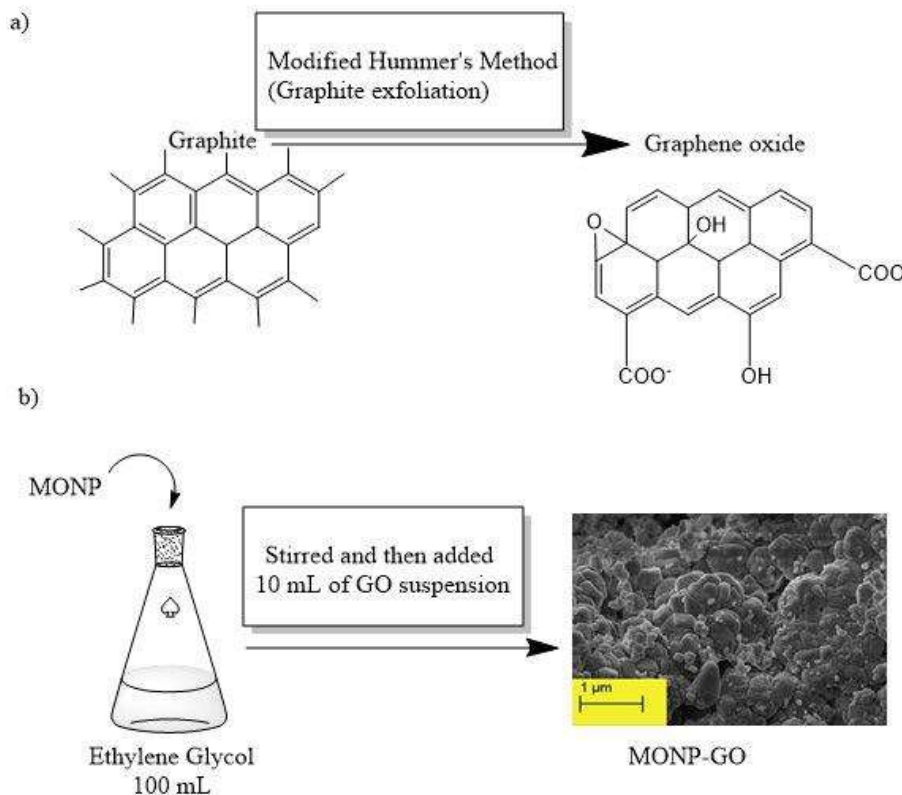 a)
Modified Hummer's Method
(Graphite exfoliation)
Graphite
Graphene oxide
O
OH
COO
COO-
OH
b)
MONP
Stirred and then added
10 mL of GO suspension
1 µm
Ethylene Glycol
100 mL
MONP-GO